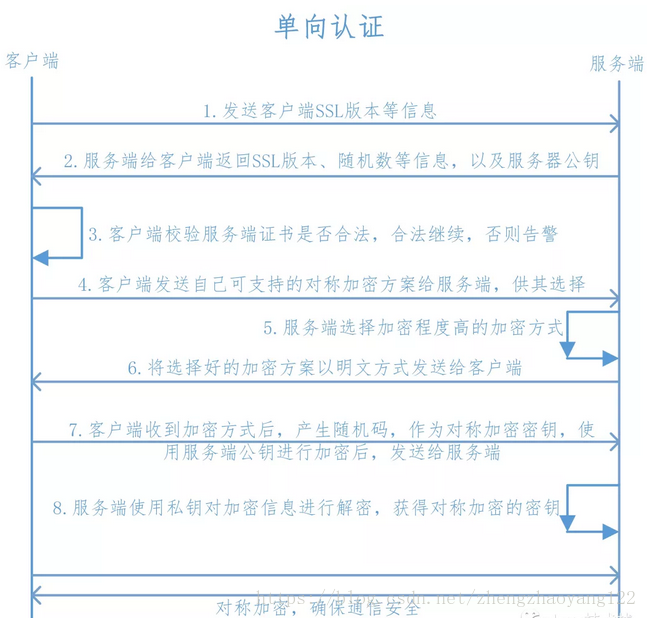 单向认证
客户端
服务端
1.发送客户端SSL版本等信息
2.服务端给客户端返回SSL版本、随机数等信息，以及服务器公钥
3.客户端校验服务端证书是否合法，合法继续，否则告警
4.客户端发送自己可支持的对称加密方案给服务端，供其选择
5.服务端选择加密程度高的加密方式
6.将选择好的加密方案以明文方式发送给客户端
7.客户端收到加密方式后，产生随机码，作为对称加密密钥，使
用服务端公钥进行加密后，发送给服务端
8.服务端使用私钥对加密信息进行解密，获得对称加密的密钥
https://blog.csdn.net/zhengzhaoyang122
对称加密，确保通信安全